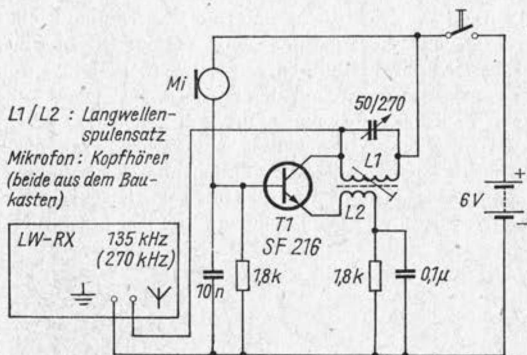 Mi
50/270
L1/L2 : Langwellen-
spulensatz
Mikrofon : Kopfhörer
(beide aus dem Bau-
kasten)
L1
T1
SF 216
L2
6V
+
−
LW-RX 135 kHz
(270 kHz)
10n
1,8k
1,8k
0,1µ